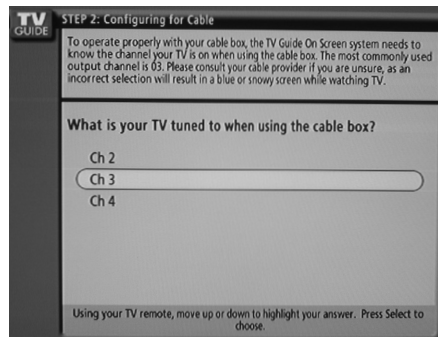 TV
GUIDE
STEP 2: Configuring for Cable
To operate properly with your cable box, the TV Guide On Screen system needs to
know the channel your TV is on when using the cable box. The most commonly used
output channel is 03. Please consult your cable provider if you are unsure, as an
incorrect selection will result in a blue or snowy screen while watching TV.
What is your TV tuned to when using the cable box?
Ch 2
Ch 3
Ch 4
Using your TV remote, move up or down to highlight your answer. Press Select to
choose.